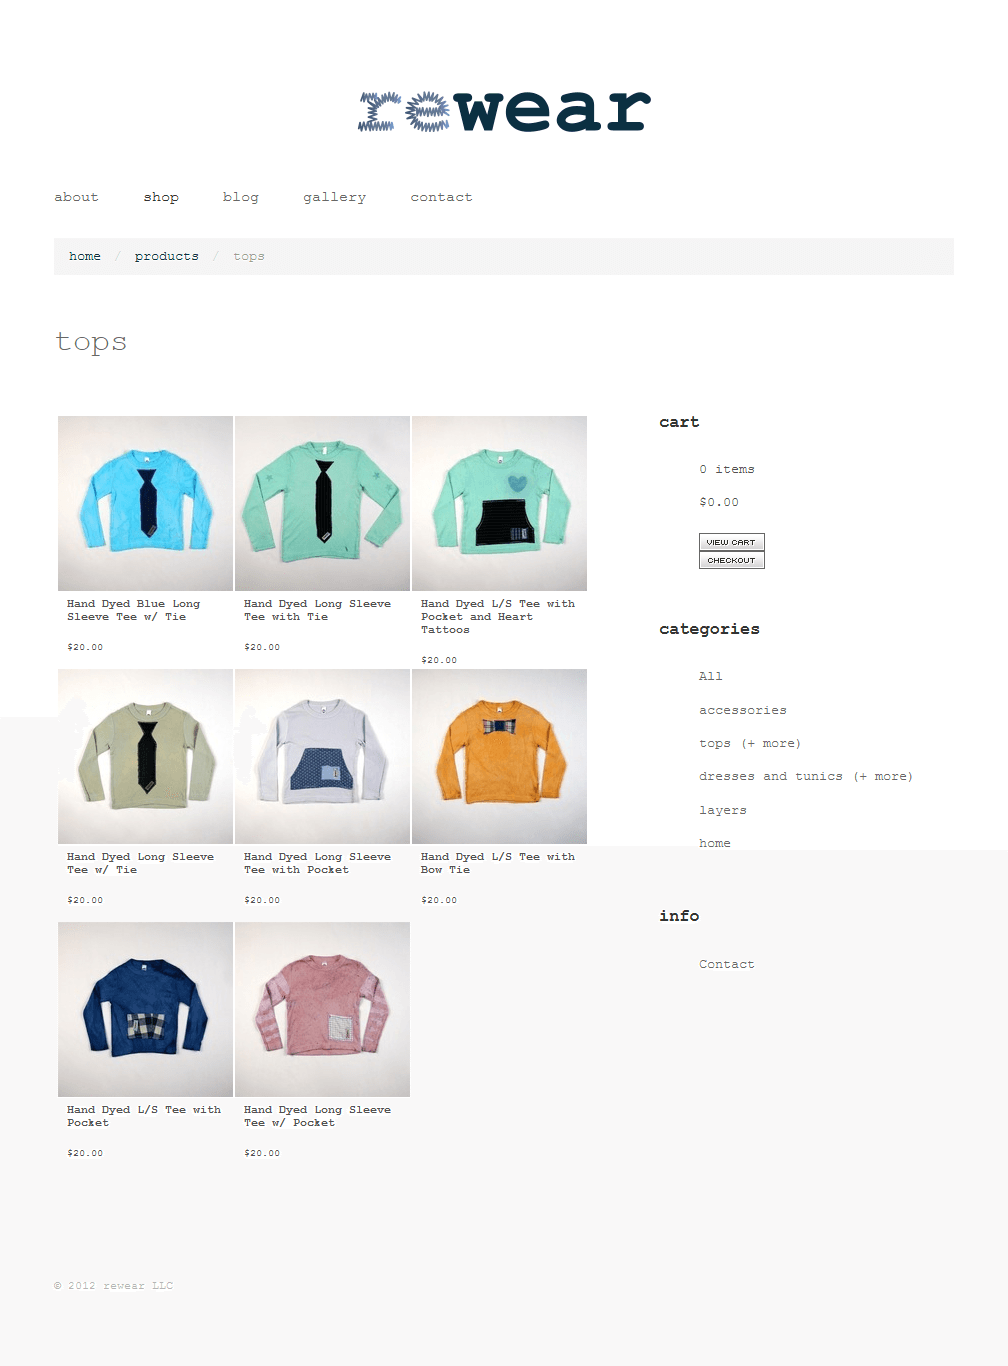 rewear
about shop blog gallery contact
home / products / tops
tops
Hand Dyed Blue Long
Sleeve Tee w/ Tie
$20.00
Hand Dyed Long Sleeve
Tee with Tie
$20.00
Hand Dyed L/S Tee with
Pocket and Heart
Tattoos
$20.00
Hand Dyed Long Sleeve
Tee w/ Tie
$20.00
Hand Dyed Long Sleeve
Tee with Pocket
$20.00
Hand Dyed L/S Tee with
Bow Tie
$20.00
Hand Dyed L/S Tee with
Pocket
$20.00
Hand Dyed Long Sleeve
Tee w/ Pocket
$20.00
cart
0 items
$0.00
VIEW CART
CHECKOUT
categories
All
accessories
tops (+ more)
dresses and tunics (+ more)
layers
home
info
Contact
© 2012 rewear LLC